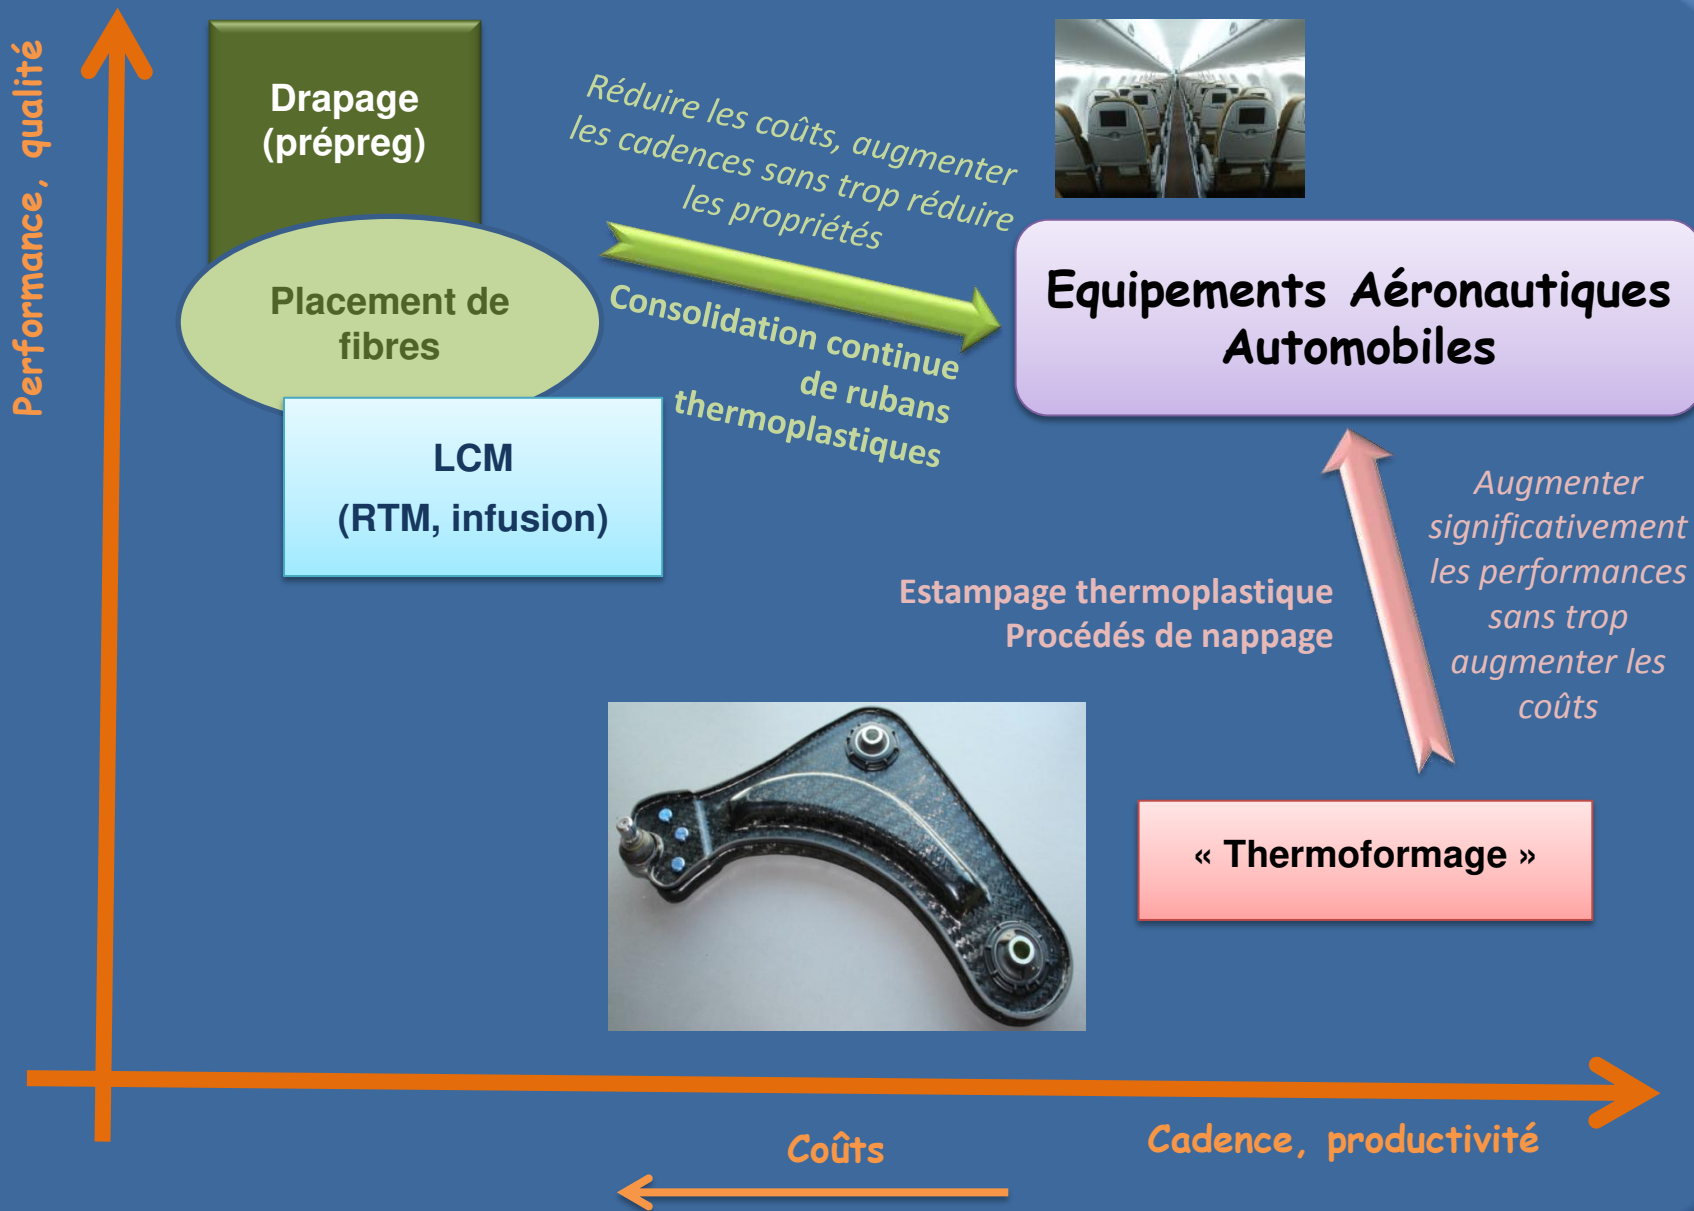 Performance, qualité
Drapage
(prépreg)
Réduire les coûts, augmenter
les cadences sans trop réduire
les propriétés
Placement de
fibres
Consolidation continue
de rubans
thermoplastiques
Equipements Aéronautiques
Automobiles
LCM
(RTM, infusion)
Augmenter
significativement
les performances
sans trop
augmenter les
coûts
Estampage thermoplastique
Procédés de nappage
« Thermoformage »
Coûts
Cadence, productivité